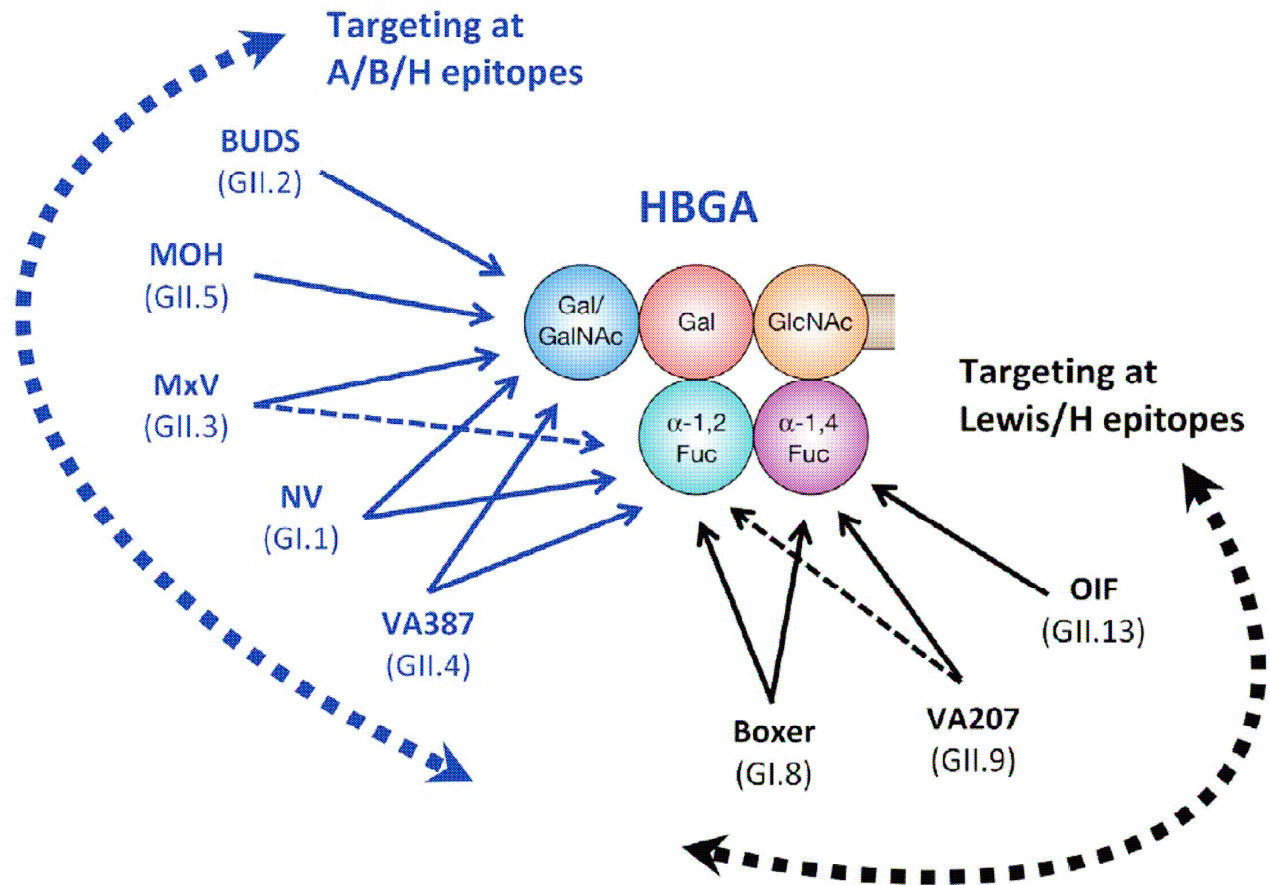 Targeting at
A/B/H epitopes
BUDS
(GII.2)
HBGA
MOH
(GII.5)
Gal/
GalNAc
Gal
GlcNAc
MxV
(GII.3)
Targeting at
Lewis/H epitopes
α-1,2
Fuc
α-1,4
Fuc
NV
(GI.1)
VA387
(GII.4)
OIF
(GII.13)
Boxer
(GI.8)
VA207
(GII.9)